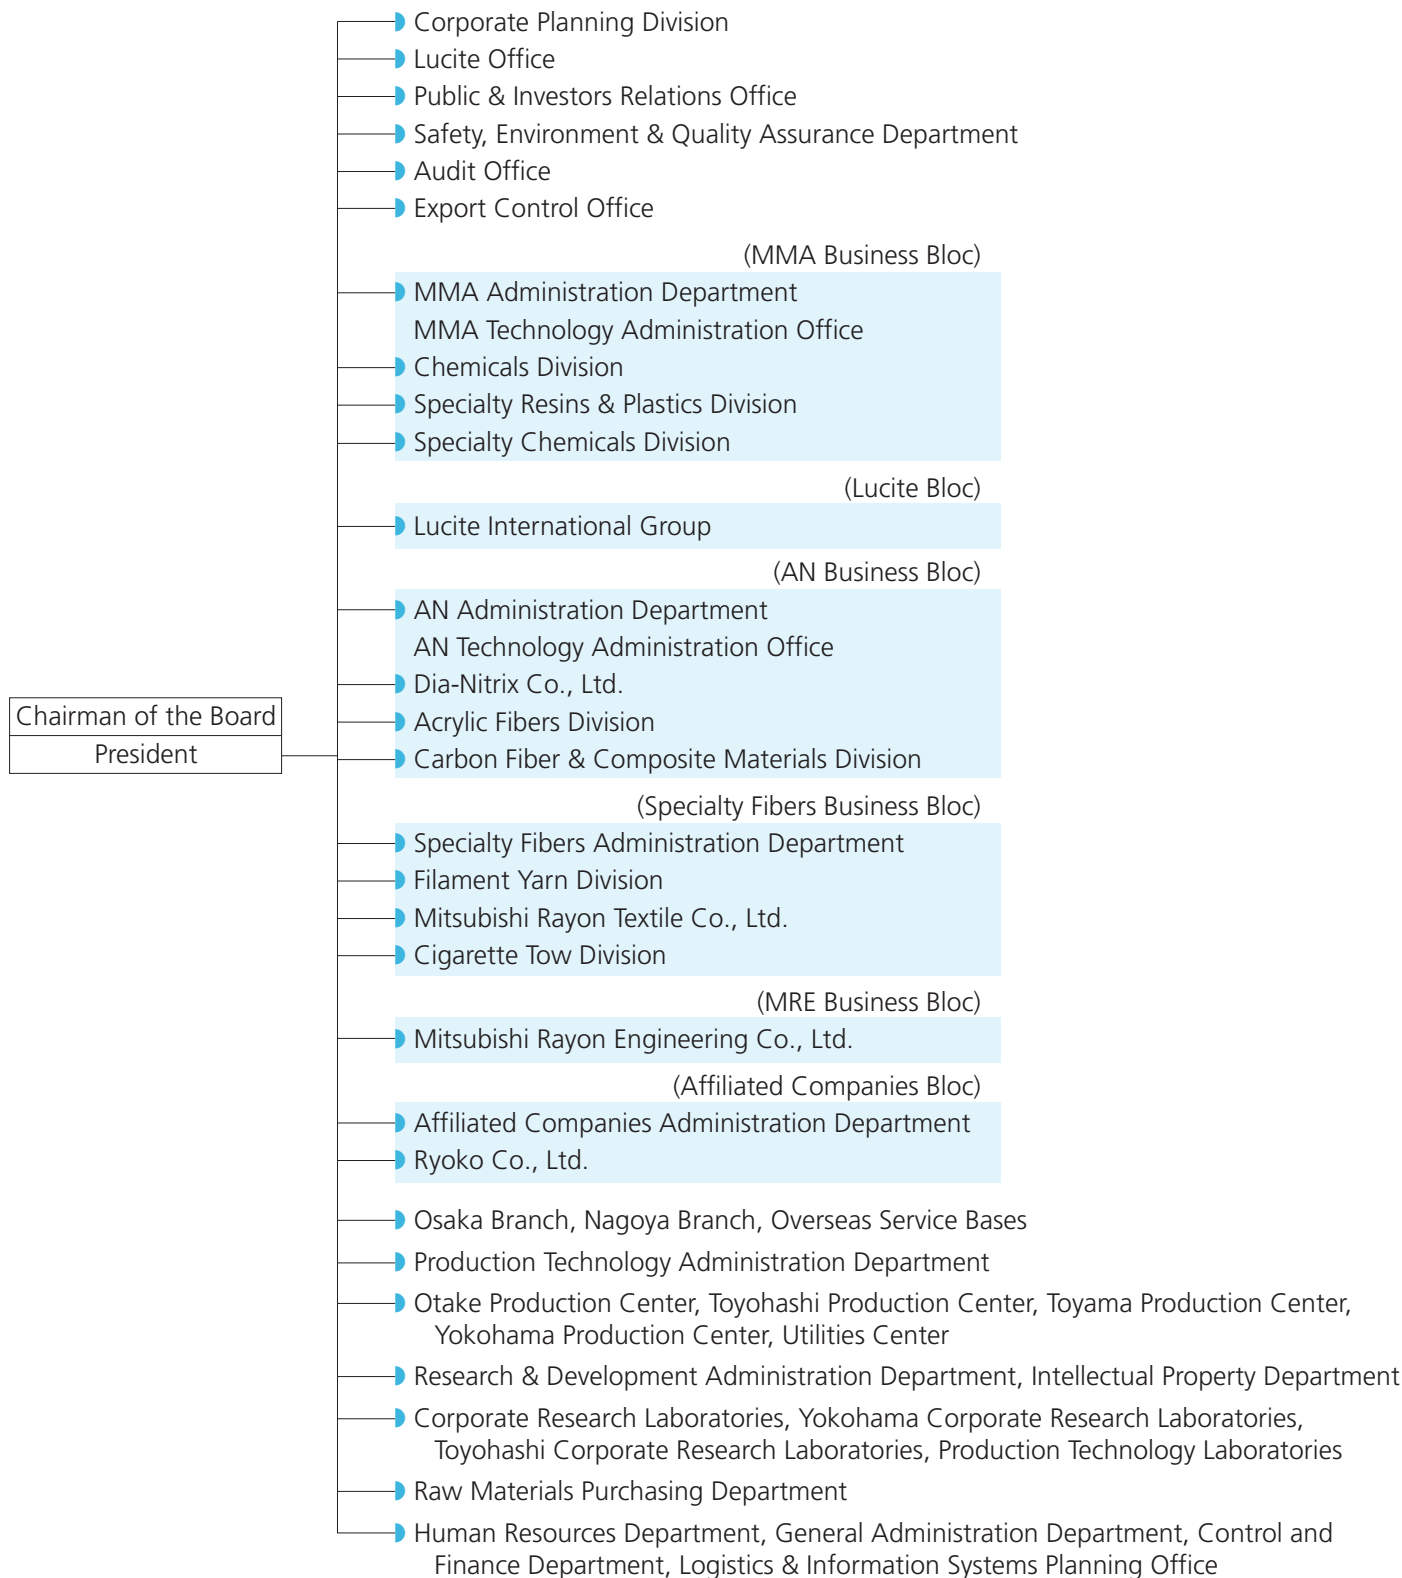 Corporate Planning Division
Lucite Office
Public & Investors Relations Office
Safety, Environment & Quality Assurance Department
Audit Office
Export Control Office
(MMA Business Bloc)
MMA Administration Department
MMA Technology Administration Office
Chemicals Division
Specialty Resins & Plastics Division
Specialty Chemicals Division
(Lucite Bloc)
Lucite International Group
(AN Business Bloc)
AN Administration Department
AN Technology Administration Office
Dia-Nitrix Co., Ltd.
Acrylic Fibers Division
Carbon Fiber & Composite Materials Division
Chairman of the Board
President
(Specialty Fibers Business Bloc)
Specialty Fibers Administration Department
Filament Yarn Division
Mitsubishi Rayon Textile Co., Ltd.
Cigarette Tow Division
(MRE Business Bloc)
Mitsubishi Rayon Engineering Co., Ltd.
(Affiliated Companies Bloc)
Affiliated Companies Administration Department
Ryoko Co., Ltd.
Osaka Branch, Nagoya Branch, Overseas Service Bases
Production Technology Administration Department
Otake Production Center, Toyohashi Production Center, Toyama Production Center,
Yokohama Production Center, Utilities Center
Research & Development Administration Department, Intellectual Property Department
Corporate Research Laboratories, Yokohama Corporate Research Laboratories,
Toyohashi Corporate Research Laboratories, Production Technology Laboratories
Raw Materials Purchasing Department
Human Resources Department, General Administration Department, Control and
Finance Department, Logistics & Information Systems Planning Office